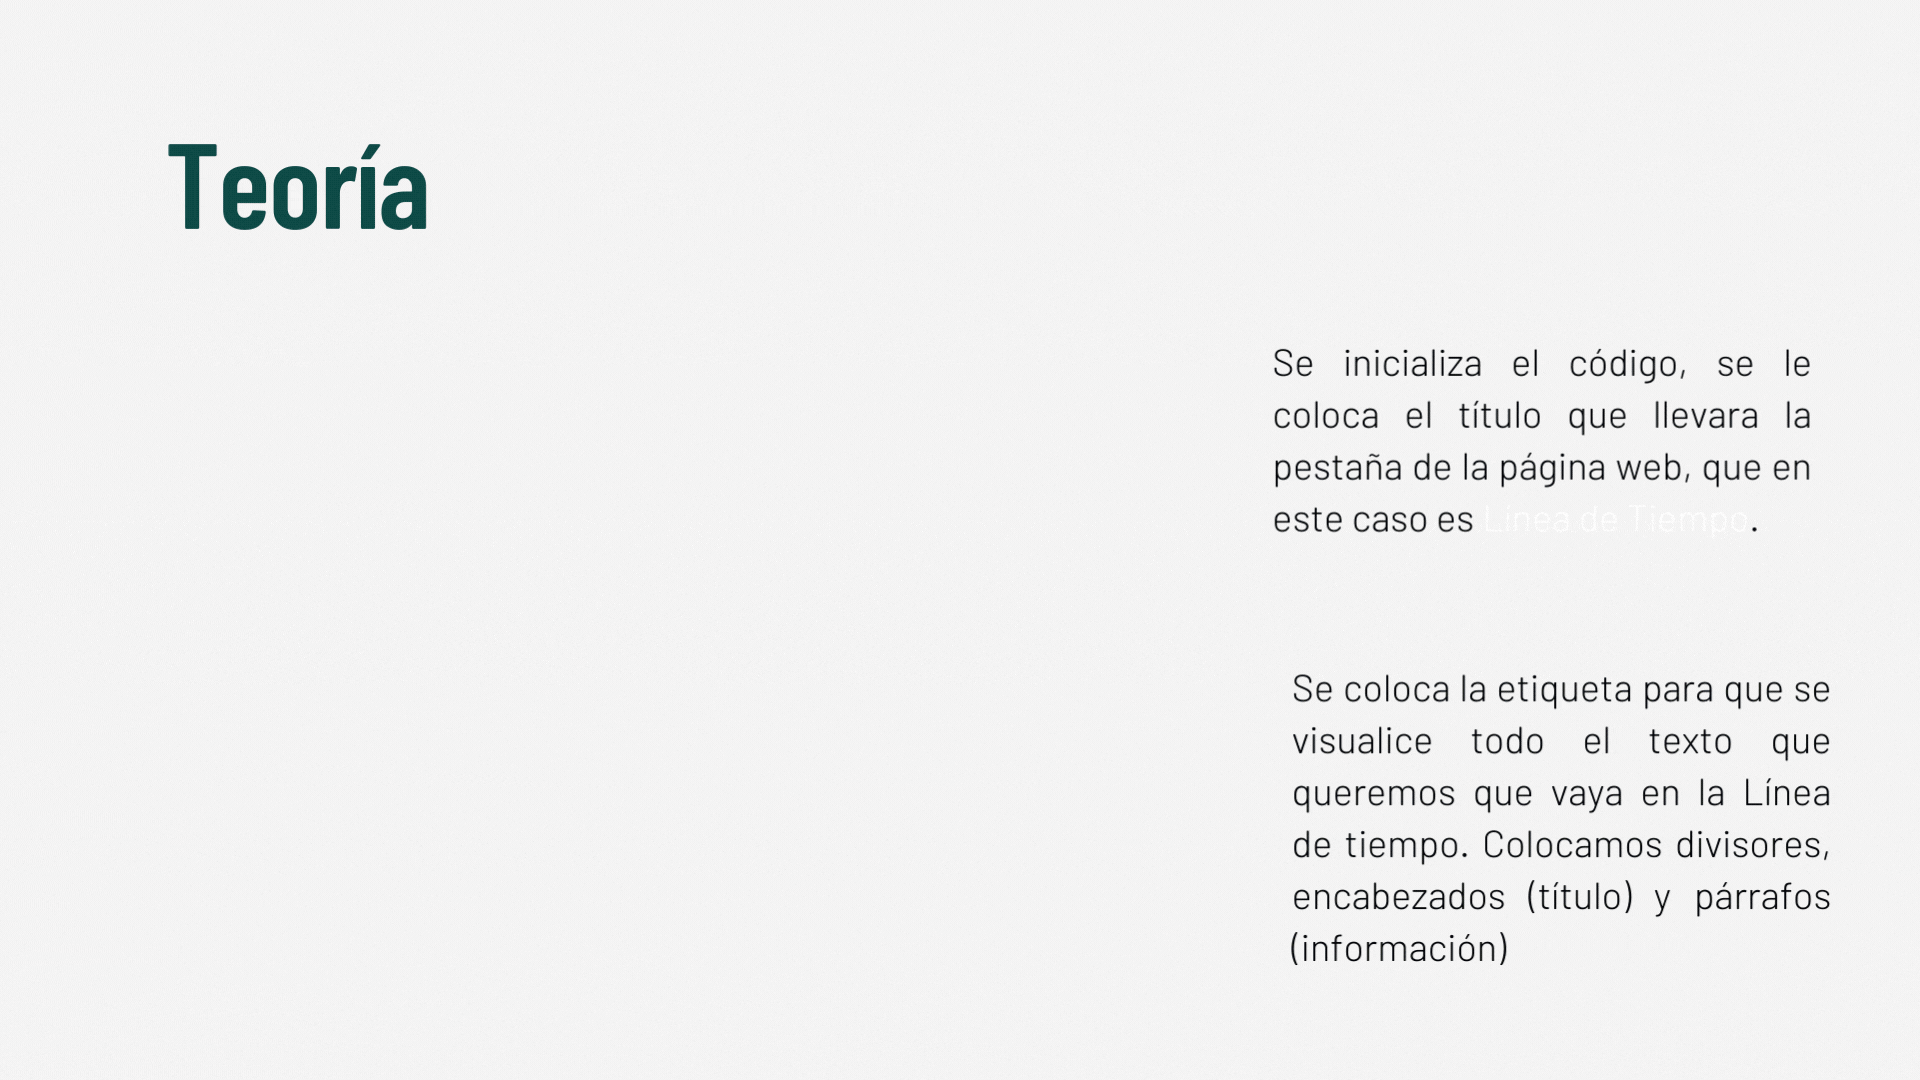 Teoría
Se inicializa el código, se le
coloca el título que llevara la
pestaña de la página web, que en
este caso es Línea de Tiempo.
Se coloca la etiqueta para que se
visualice todo el texto que
queremos que vaya en la Línea
de tiempo. Colocamos divisores,
encabezados (título) y párrafos
(información)